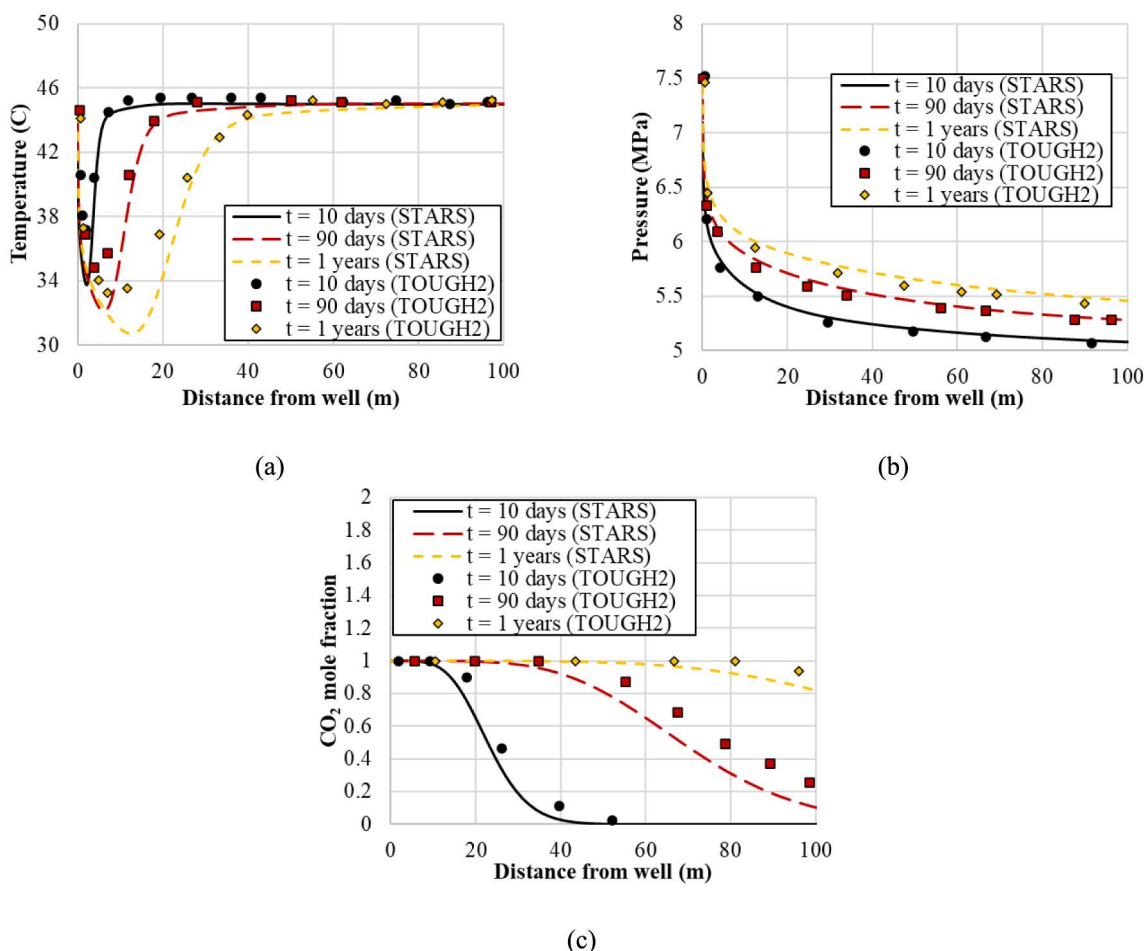 50
45
40
35
30
Temperature (C)
0
20
40
60
80
100
Distance from well (m)
t = 10 days (STARS)
t = 90 days (STARS)
t = 1 years (STARS)
t = 10 days (TOUGH2)
t = 90 days (TOUGH2)
t = 1 years (TOUGH2)
(a)
8
7.5
7
6.5
6
5.5
5
Pressure (MPa)
0
20
40
60
80
100
Distance from well (m)
t = 10 days (STARS)
t = 90 days (STARS)
t = 1 years (STARS)
t = 10 days (TOUGH2)
t = 90 days (TOUGH2)
t = 1 years (TOUGH2)
(b)
2
1.8
1.6
1.4
1.2
1
0.8
0.6
0.4
0.2
0
CO₂ mole fraction
0
20
40
60
80
100
Distance from well (m)
t = 10 days (STARS)
t = 90 days (STARS)
t = 1 years (STARS)
t = 10 days (TOUGH2)
t = 90 days (TOUGH2)
t = 1 years (TOUGH2)
(c)